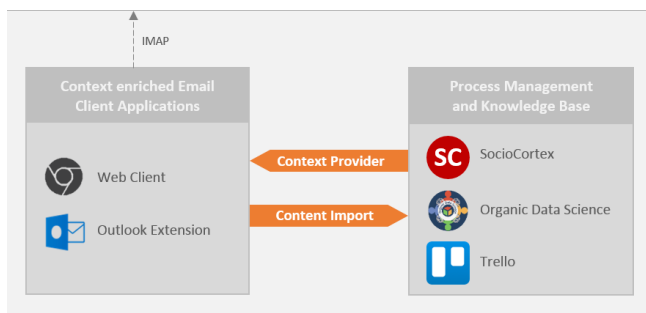 IMAP
Context enriched Email
Client Applications
Web Client
Outlook Extension
Context Provider
Content Import
Process Management
and Knowledge Base
SC
SocioCortex
Organic Data Science
Trello